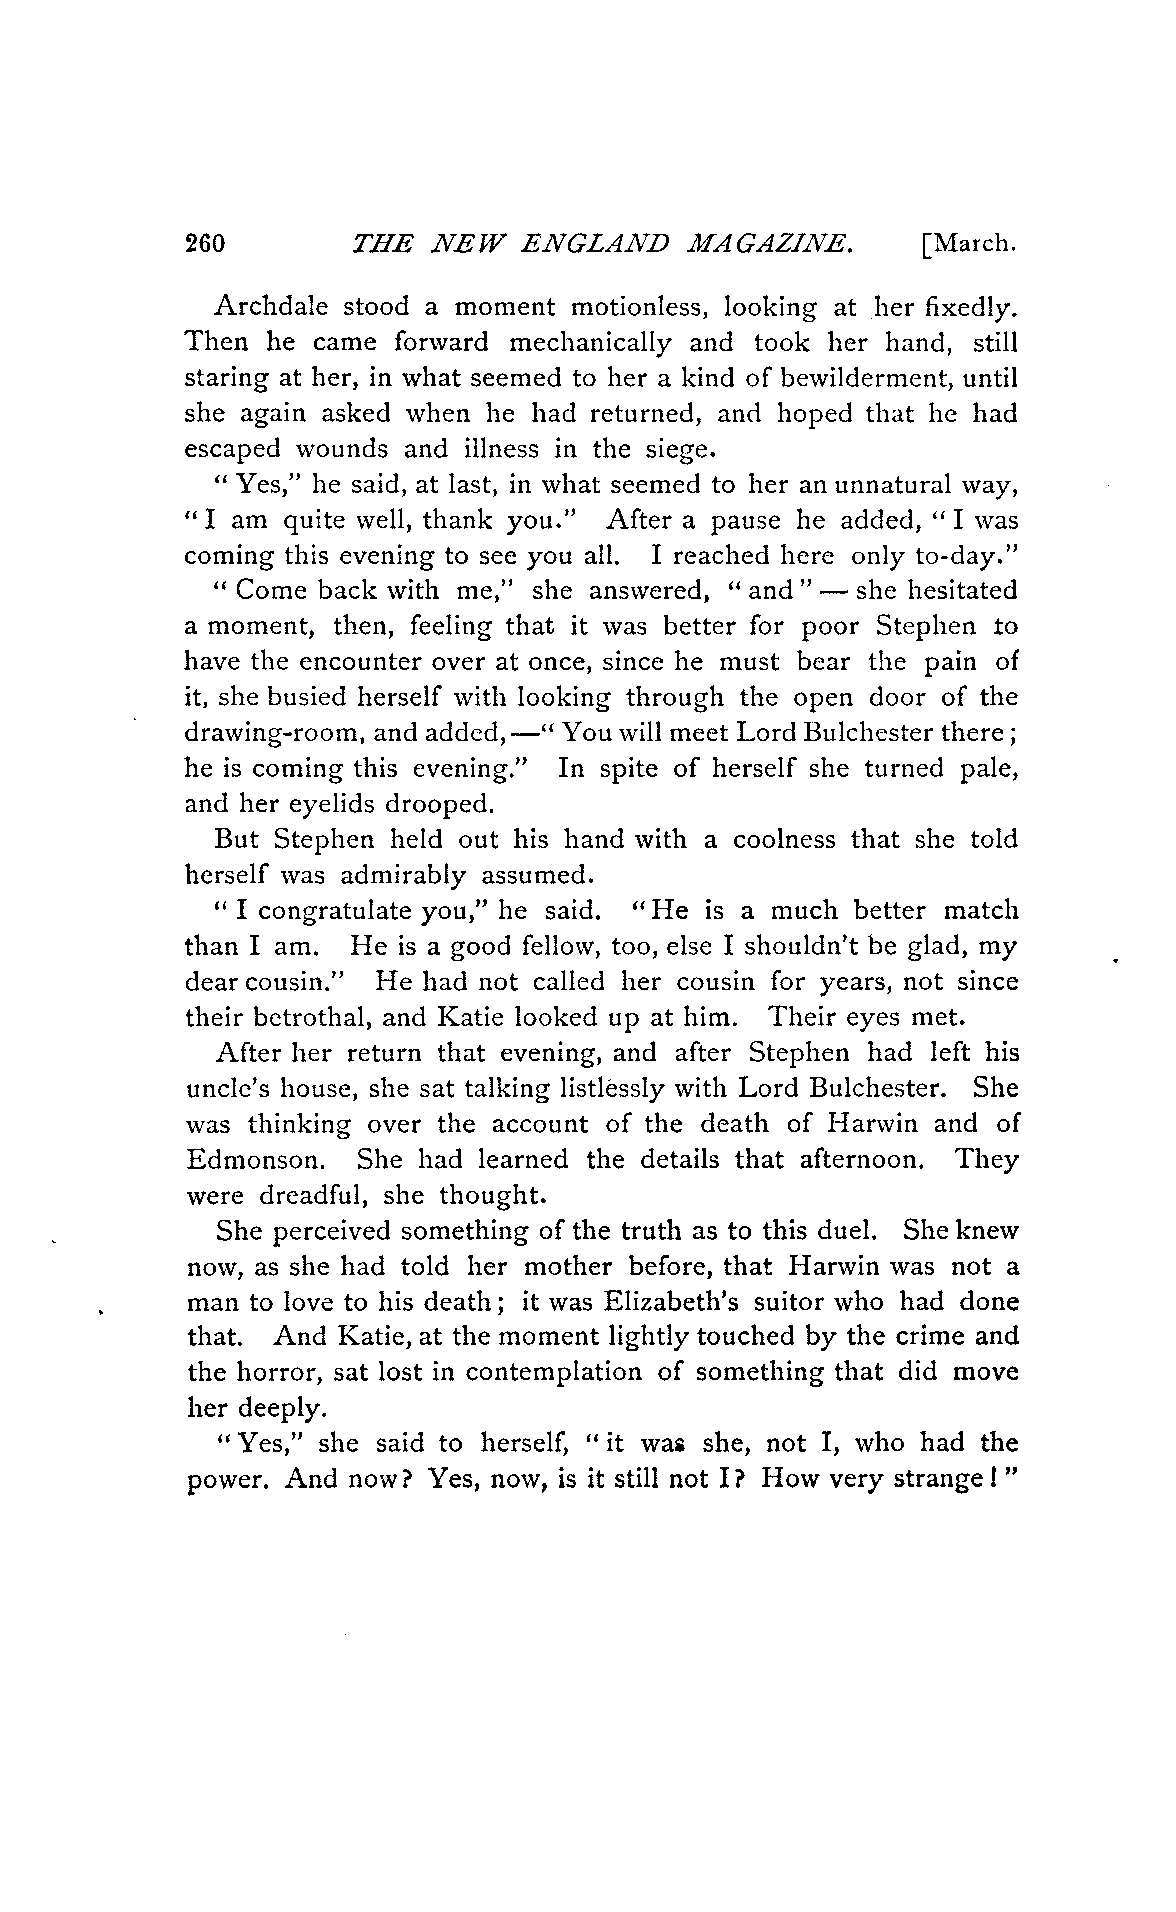 260 THE NEW ENGLAND MAGAZINE. [March.
Archdale stood a moment motionless, looking at her fixedly.
Then he came forward mechanically and took her hand, still
staring at her, in what seemed to her a kind of bewilderment, until
she again asked when he had returned, and hoped that he had
escaped wounds and illness in the siege.
“ Yes,” he said, at last, in what seemed to her an unnatural way,
“ I am quite well, thank you.” After a pause he added, “ I was
coming this evening to see you all. I reached here only to-day.”
“ Come back with me,” she answered, “ and ” — she hesitated
a moment, then, feeling that it was better for poor Stephen to
have the encounter over at once, since he must bear the pain of
it, she busied herself with looking through the open door of the
drawing-room, and added, —“ You will meet Lord Bulchester there ;
he is coming this evening.” In spite of herself she turned pale,
and her eyelids drooped.
But Stephen held out his hand with a coolness that she told
herself was admirably assumed.
“ I congratulate you,” he said. “ He is a much better match
than I am. He is a good fellow, too, else I shouldn’t be glad, my
dear cousin.” He had not called her cousin for years, not since
their betrothal, and Katie looked up at him. Their eyes met.
After her return that evening, and after Stephen had left his
uncle’s house, she sat talking listlessly with Lord Bulchester. She
was thinking over the account of the death of Harwin and of
Edmonson. She had learned the details that afternoon. They
were dreadful, she thought.
She perceived something of the truth as to this duel. She knew
now, as she had told her mother before, that Harwin was not a
man to love to his death ; it was Elizabeth’s suitor who had done
that. And Katie, at the moment lightly touched by the crime and
the horror, sat lost in contemplation of something that did move
her deeply.
“ Yes,” she said to herself, “ it was she, not I, who had the
power. And now? Yes, now, is it still not I? How very strange ! ”